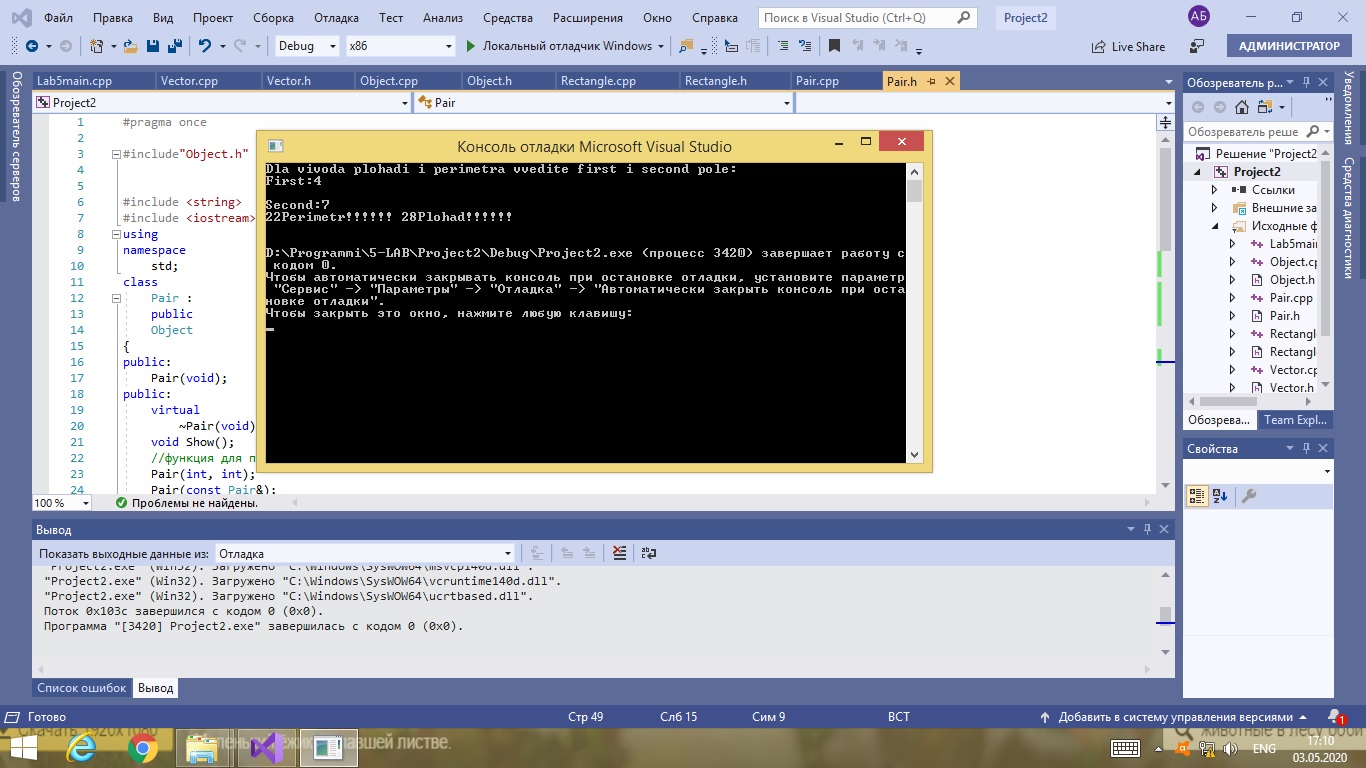 Файл Правка Вид Проект Сборка Отладка Тест Анализ Средства Расширения Окно Справка Поиск в Visual Studio (Ctrl+Q) Project2 АБ
Debug x86 Локальный отладчик Windows Live Share АДМИНИСТРАТОР
Обозреватель серверов
Lab5main.cpp Vector.cpp Vector.h Object.cpp Object.h Rectangle.cpp Rectangle.h Pair.cpp Pair.h
Project2 Pair
1 #pragma once
2
3 #include"Object.h"
4
5
6 #include <string>
7 #include <iostream>
8 using
9 namespace
10 std;
11 class
12 Pair :
13 public
14 Object
15 {
16 public:
17 Pair(void);
18 public:
19 virtual
20 ~Pair(void)
21 void Show();
22 //функция для п
23 Pair(int, int);
24 Pair(const Pair&);
100 % Проблемы не найдены.
Консоль отладки Microsoft Visual Studio
Dla vivoda plohadi i perimetra vvedite first i second pole:
First:4
Second:7
22Perimetr!!!!!! 28Plohad!!!!!!
D:\Programmi\5-LAB\Project2\Debug\Project2.exe (процесс 3420) завершает работу с
кодом 0.
Чтобы автоматически закрывать консоль при остановке отладки, установите параметр
"Сервис" -> "Параметры" -> "Отладка" -> "Автоматически закрыть консоль при оста
новке отладки".
Чтобы закрыть это окно, нажмите любую клавишу:
Обозреватель р...
Обозреватель реше
Решение "Project2
Project2
Ссылки
Внешние за
Исходные ф
Lab5main
Object.cp
Object.h
Pair.cpp
Pair.h
Rectangl
Rectangl
Vector.cp
Vector.h
Обозрева... Team Expl...
Свойства
Уведомления
Средства диагностики
Вывод
Показать выходные данные из: Отладка
"Project2.exe" (Win32). Загружено "C:\Windows\SysWOW64\msvcp140d.dll".
"Project2.exe" (Win32). Загружено "C:\Windows\SysWOW64\vcruntime140d.dll".
"Project2.exe" (Win32). Загружено "C:\Windows\SysWOW64\ucrtbased.dll".
Поток 0x103c завершился с кодом 0 (0x0).
Программа "[3420] Project2.exe" завершилась с кодом 0 (0x0).
Список ошибок Вывод
Готово Стр 49 Слб 15 Сим 9 ВСТ Добавить в систему управления версиями 1
Скачать 1920x1080
павшей листве.
животные в лесу
ENG 17:10
03.05.2020